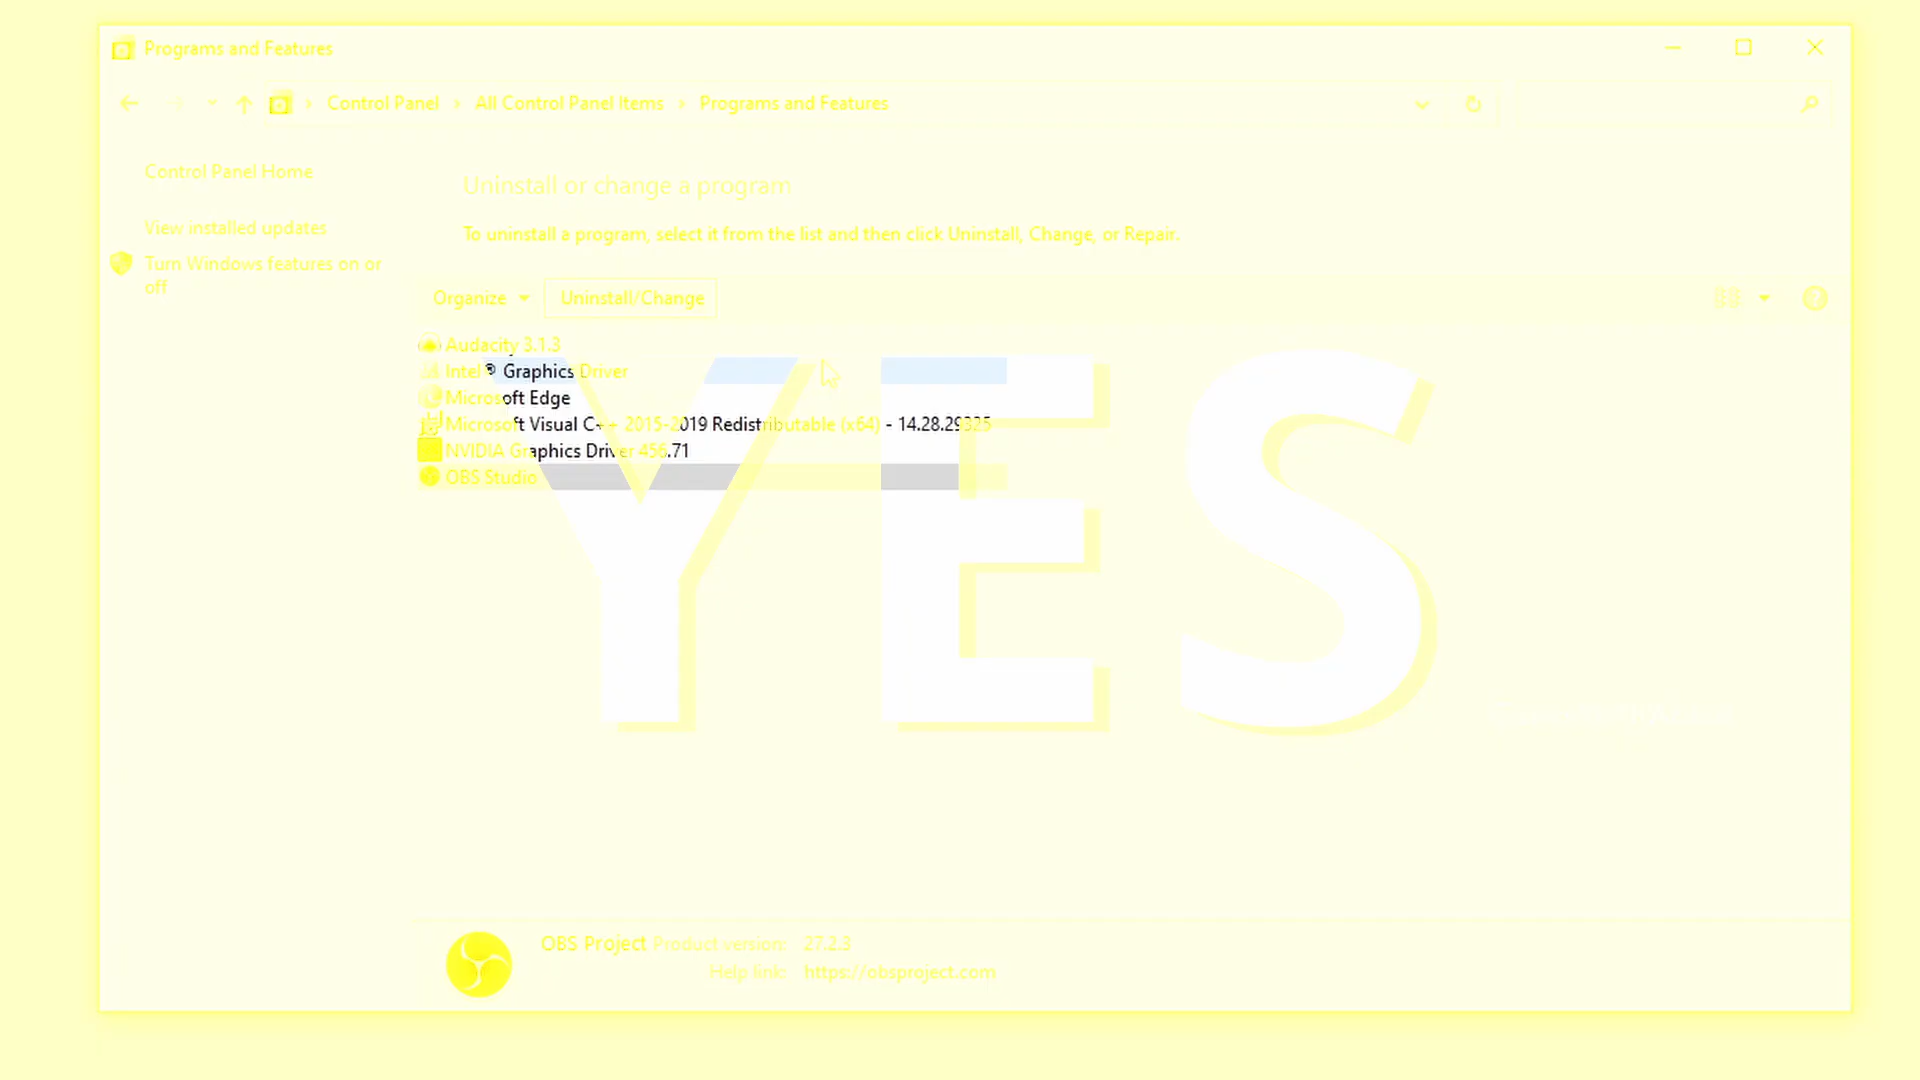 Programs and Features
Control Panel All Control Panel Items Programs and Features
Control Panel Home
View installed updates
Turn Windows features on or
off
Uninstall or change a program
To uninstall a program, select it from the list and then click Uninstall, Change, or Repair.
Organize Uninstall/Change
Audacity 3.1.3
Intel® Graphics Driver
Microsoft Edge
Microsoft Visual C++ 2015-2019 Redistributable (x64) - 14.28.29325
NVIDIA Graphics Driver 456.71
OBS Studio
YES
OBS Project Product version: 27.2.3
Help link: https://obsproject.com